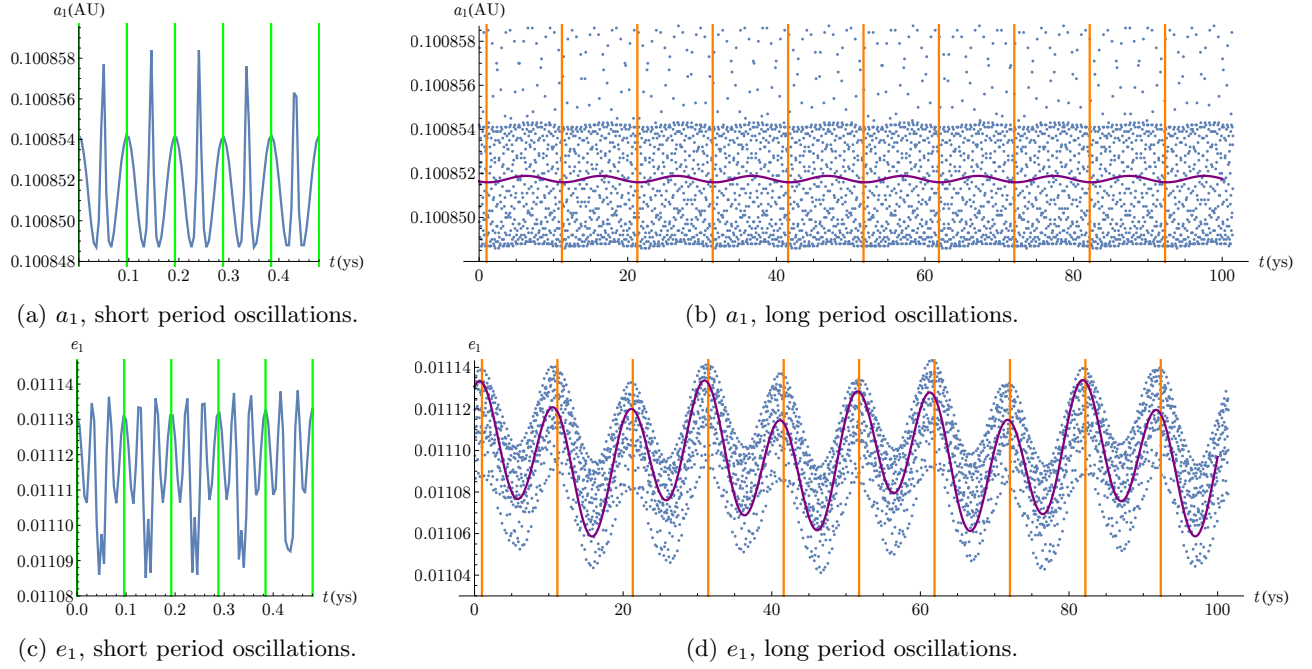 a₁(AU)
0.100858
0.100856
0.100854
0.100852
0.100850
0.100848
0.1 0.2 0.3 0.4
t(ys)
(a) a₁, short period oscillations.
a₁(AU)
0.100858
0.100856
0.100854
0.100852
0.100850
0 20 40 60 80 100
t(ys)
(b) a₁, long period oscillations.
e₁
0.01114
0.01113
0.01112
0.01111
0.01110
0.01109
0.01108
0.0 0.1 0.2 0.3 0.4
t(ys)
(c) e₁, short period oscillations.
e₁
0.01114
0.01112
0.01110
0.01108
0.01106
0.01104
0 20 40 60 80 100
t(ys)
(d) e₁, long period oscillations.